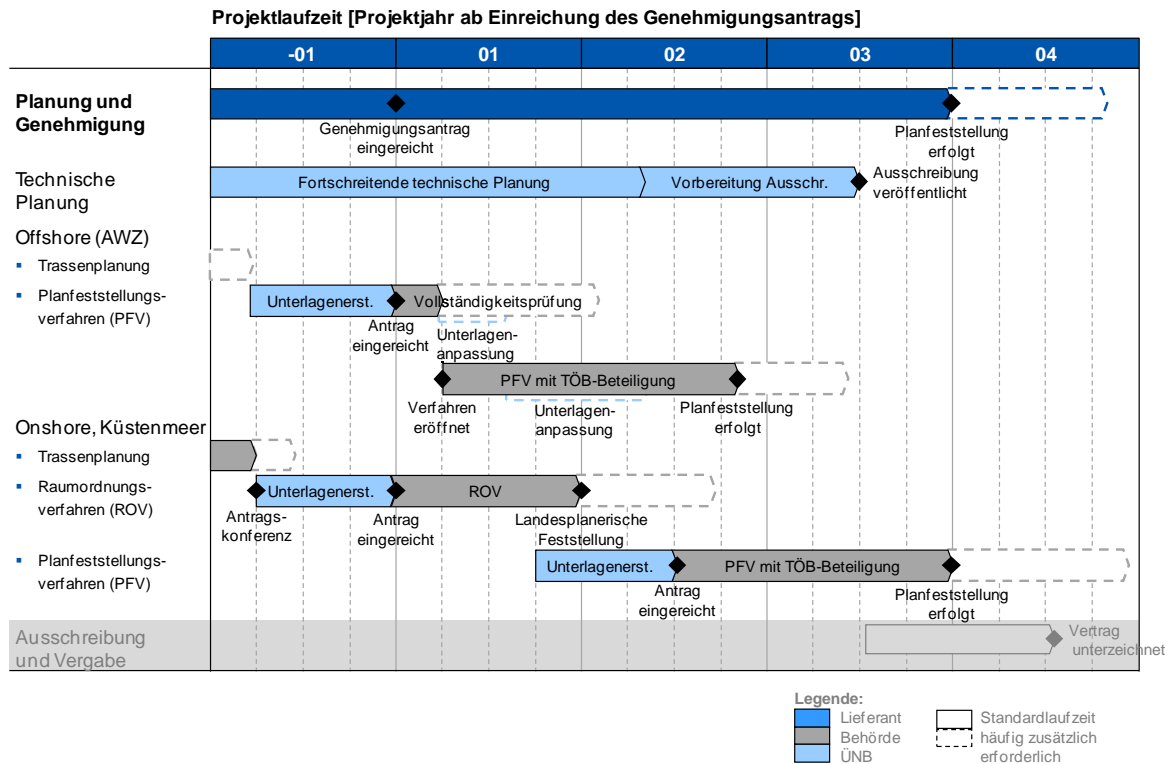 Projektlaufzeit [Projektjahr ab Einreichung des Genehmigungsantrags]
-01 01 02 03 04
Planung und
Genehmigung
Genehmigungsantrag
eingereicht
Planfeststellung
erfolgt
Technische
Planung
Fortschreitende technische Planung
Vorbereitung Ausschr.
Ausschreibung
veröffentlicht
Offshore (AWZ)
Trassenplanung
Planfeststellungs-
verfahren (PFV)
Unterlagenerst.
Vollständigkeitsprüfung
Antrag
eingereicht
Unterlagen-
anpassung
PFV mit TÖB-Beteiligung
Verfahren
eröffnet
Unterlagen-
anpassung
Planfeststellung
erfolgt
Onshore, Küstenmeer
Trassenplanung
Raumordnungs-
verfahren (ROV)
Unterlagenerst.
ROV
Antrags-
konferenz
Antrag
eingereicht
Landesplanerische
Feststellung
Planfeststellungs-
verfahren (PFV)
Unterlagenerst.
PFV mit TÖB-Beteiligung
Antrag
eingereicht
Planfeststellung
erfolgt
Ausschreibung
und Vergabe
Vertrag
unterzeichnet
Legende:
Lieferant
Behörde
ÜNB
Standardlaufzeit
häufig zusätzlich
erforderlich